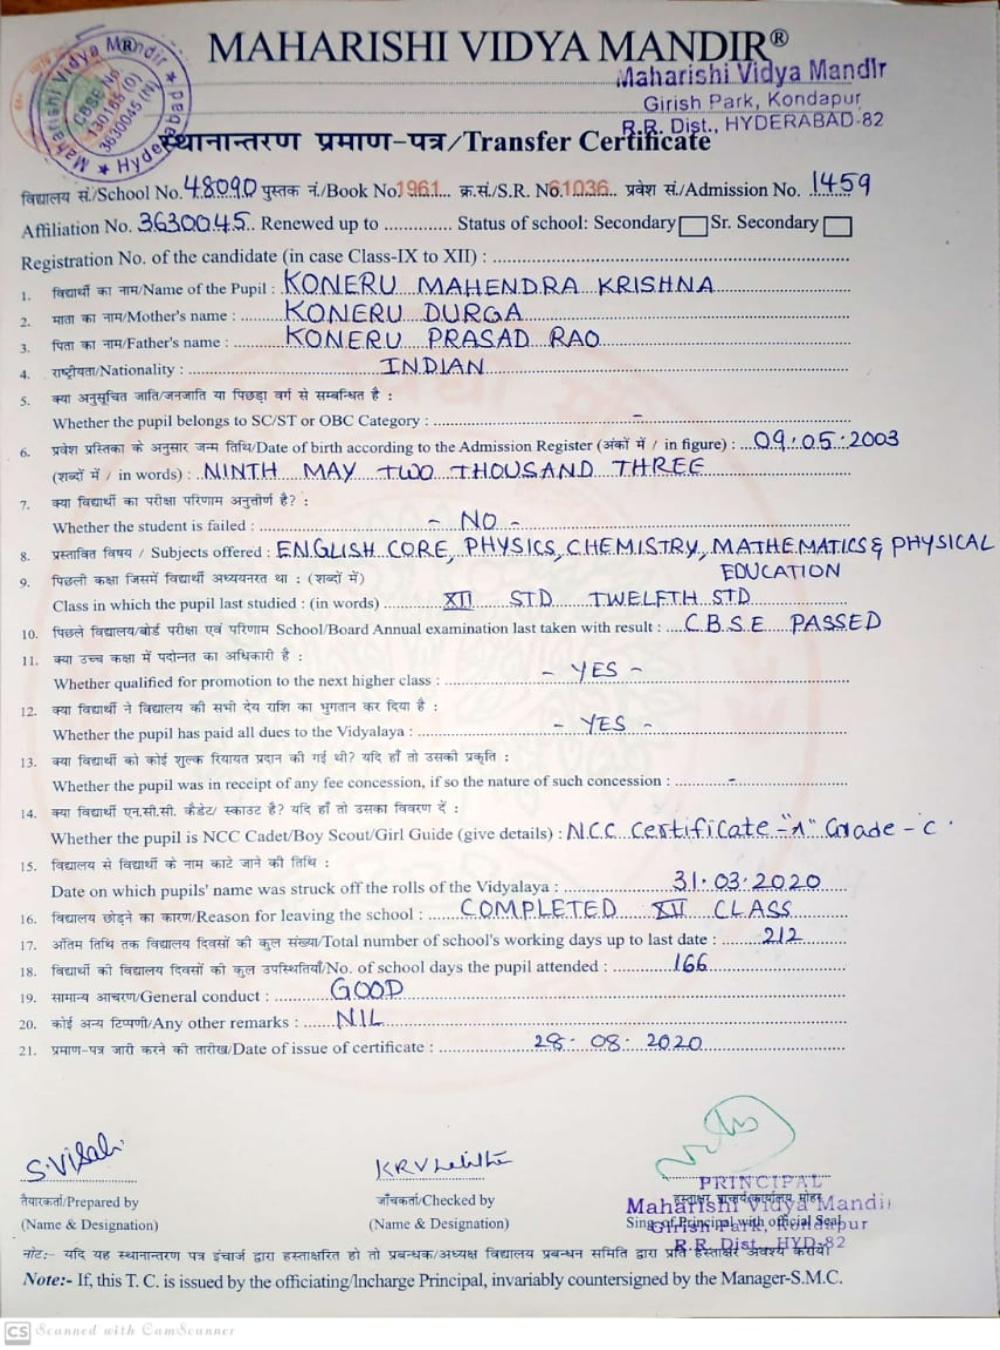 MAHARISHI VIDYA MANDIR®
Maharishi Vidya Mandir
Girish Park, Kondapur
R.R. Dist., HYDERABAD-82
Maharishi Vidya Mandir ★ Hyderabad ★
CBSE No
130165 (O)
3630045 (N)
स्थानान्तरण प्रमाण-पत्र/Transfer Certificate
विद्यालय सं./School No. 48090 पुस्तक नं./Book No 1961 क्र.सं./S.R. No. 61036 प्रवेश सं./Admission No. 1459
Affiliation No. 3630045 Renewed up to ............. Status of school: Secondary Sr. Secondary
Registration No. of the candidate (in case Class-IX to XII) :
1. विद्यार्थी का नाम/Name of the Pupil : KONERU MAHENDRA KRISHNA
2. माता का नाम/Mother's name : KONERU DURGA
3. पिता का नाम/Father's name : KONERU PRASAD RAO
4. राष्ट्रीयता/Nationality : INDIAN
5. क्या अनुसूचित जाति/जनजाति या पिछड़ा वर्ग से सम्बन्धित है :
Whether the pupil belongs to SC/ST or OBC Category : -
6. प्रवेश प्रस्तिका के अनुसार जन्म तिथि/Date of birth according to the Admission Register (अंकों में / in figure) : 09.05.2003
(शब्दों में / in words) : NINTH MAY TWO THOUSAND THREE
7. क्या विद्यार्थी का परीक्षा परिणाम अनुत्तीर्ण है? :
Whether the student is failed : - NO -
8. प्रस्तावित विषय / Subjects offered : ENGLISH CORE, PHYSICS, CHEMISTRY, MATHEMATICS & PHYSICAL
EDUCATION
9. पिछली कक्षा जिसमें विद्यार्थी अध्ययनरत था : (शब्दों में)
Class in which the pupil last studied : (in words) XII STD TWELFTH STD
10. पिछले विद्यालय/बोर्ड परीक्षा एवं परिणाम School/Board Annual examination last taken with result : C.B.S.E PASSED
11. क्या उच्च कक्षा में पदोन्नत का अधिकारी है :
Whether qualified for promotion to the next higher class : - YES -
12. क्या विद्यार्थी ने विद्यालय की सभी देय राशि का भुगतान कर दिया है :
Whether the pupil has paid all dues to the Vidyalaya : - YES -
13. क्या विद्यार्थी को कोई शुल्क रियायत प्रदान की गई थी? यदि हाँ तो उसकी प्रकृति :
Whether the pupil was in receipt of any fee concession, if so the nature of such concession : -
14. क्या विद्यार्थी एन.सी.सी. कैडेट/ स्काउट है? यदि हाँ तो उसका विवरण दें :
Whether the pupil is NCC Cadet/Boy Scout/Girl Guide (give details) : NCC Certificate - "A" Grade - C
15. विद्यालय से विद्यार्थी के नाम काटे जाने की तिथि :
Date on which pupils' name was struck off the rolls of the Vidyalaya : 31.03.2020
16. विद्यालय छोड़ने का कारण/Reason for leaving the school : COMPLETED XII CLASS
17. अंतिम तिथि तक विद्यालय दिवसों की कुल संख्या/Total number of school's working days up to last date : 212
18. विद्यार्थी की विद्यालय दिवसों की कुल उपस्थितियाँ/No. of school days the pupil attended : 166
19. सामान्य आचरण/General conduct : GOOD
20. कोई अन्य टिप्पणी/Any other remarks : NIL
21. प्रमाण-पत्र जारी करने की तारीख/Date of issue of certificate : 28.08.2020
S.Visali
तैयारकर्ता/Prepared by
(Name & Designation)
जाँचकर्ता/Checked by
(Name & Designation)
PRINCIPAL
Maharishi Vidya Mandir
Girish Park, Kondapur
R.R. Dist., HYD-82
Sing. of Principal with official Seal
नोट:- यदि यह स्थानान्तरण पत्र इंचार्ज द्वारा हस्ताक्षरित हो तो प्रबन्धक/अध्यक्ष विद्यालय प्रबन्धन समिति द्वारा प्रति हस्ताक्षर अवश्य करायें।
Note:- If, this T. C. is issued by the officiating/Incharge Principal, invariably countersigned by the Manager-S.M.C.
CS Scanned with CamScanner